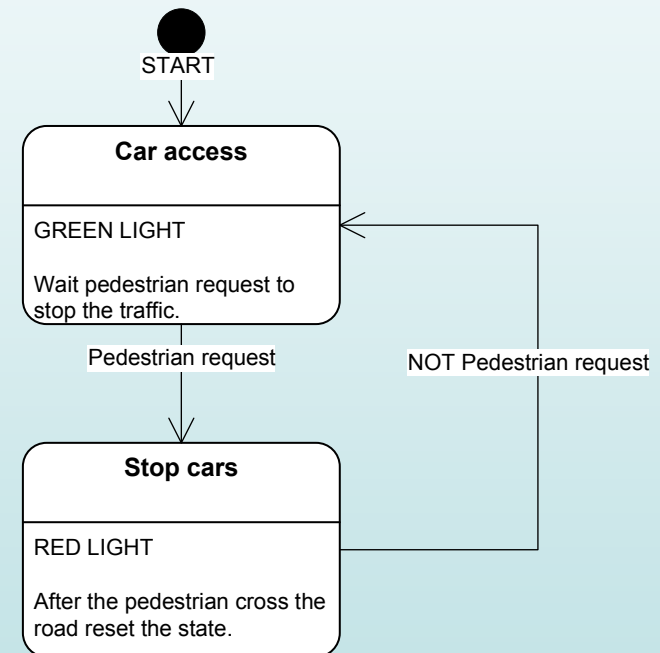 START
Car access
GREEN LIGHT
Wait pedestrian request to
stop the traffic.
Pedestrian request
NOT Pedestrian request
Stop cars
RED LIGHT
After the pedestrian cross the
road reset the state.